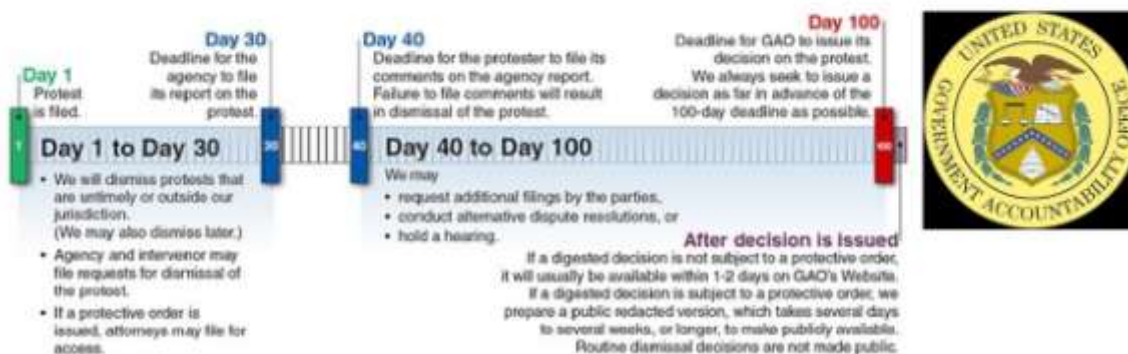 Day 1
Protest
is filed.
Day 30
Deadline for the
agency to file
its report on the
protest.
Day 40
Deadline for the protester to file its
comments on the agency report.
Failure to file comments will result
in dismissal of the protest.
Day 100
Deadline for GAO to issue its
decision on the protest.
We always seek to issue a
decision as far in advance of the
100-day deadline as possible.
1
30
40
100
Day 1 to Day 30
• We will dismiss protests that
are untimely or outside our
jurisdiction.
(We may also dismiss later.)
• Agency and intervenor may
file requests for dismissal of
the protest.
• If a protective order is
issued, attorneys may file for
access.
Day 40 to Day 100
We may
• request additional filings by the parties,
• conduct alternative dispute resolutions, or
• hold a hearing.
After decision is issued
If a digested decision is not subject to a protective order,
it will usually be available within 1-2 days on GAO's Website.
If a digested decision is subject to a protective order, we
prepare a public redacted version, which takes several days
to several weeks, or longer, to make publicly available.
Routine dismissal decisions are not made public.
UNITED STATES
GOVERNMENT ACCOUNTABILITY OFFICE